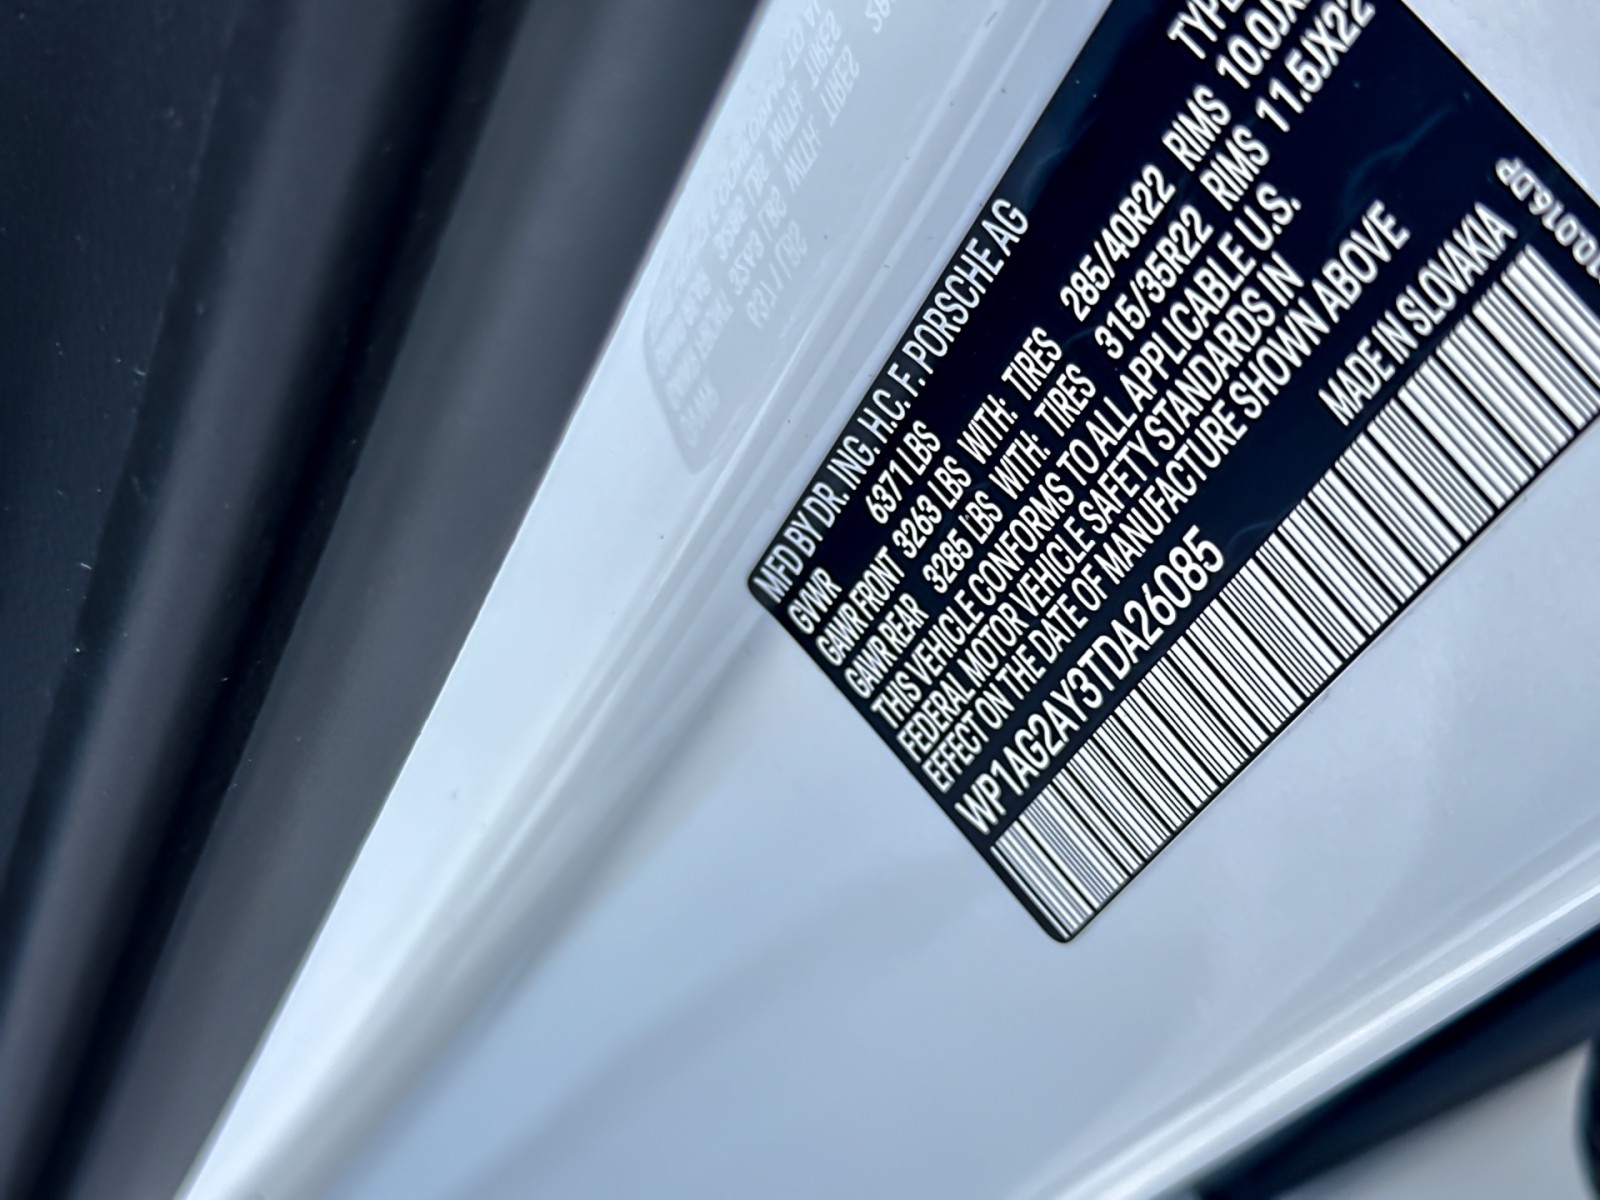 MFD BY DR. ING. H.C. F. PORSCHE AG
GVWR 6371 LBS
GAWR FRONT 3263 LBS WITH: TIRES 285/40R22 RIMS 10.0JX
GAWR REAR 3285 LBS WITH: TIRES 315/35R22 RIMS 11.5JX22
THIS VEHICLE CONFORMS TO ALL APPLICABLE U.S.
FEDERAL MOTOR VEHICLE SAFETY STANDARDS IN
EFFECT ON THE DATE OF MANUFACTURE SHOWN ABOVE
WP1AG2AY3TDA26085 MADE IN SLOVAKIA